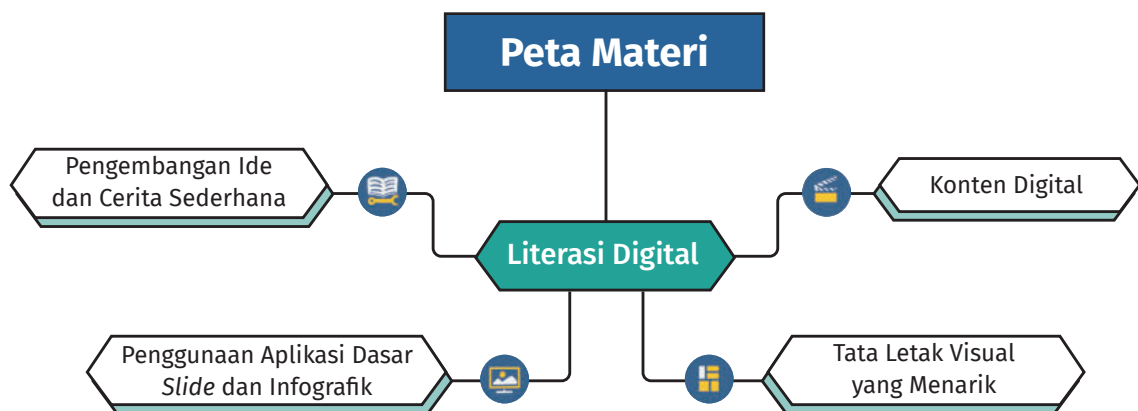 Peta Materi
Pengembangan Ide
dan Cerita Sederhana
Konten Digital
Literasi Digital
Penggunaan Aplikasi Dasar
Slide dan Infografik
Tata Letak Visual
yang Menarik